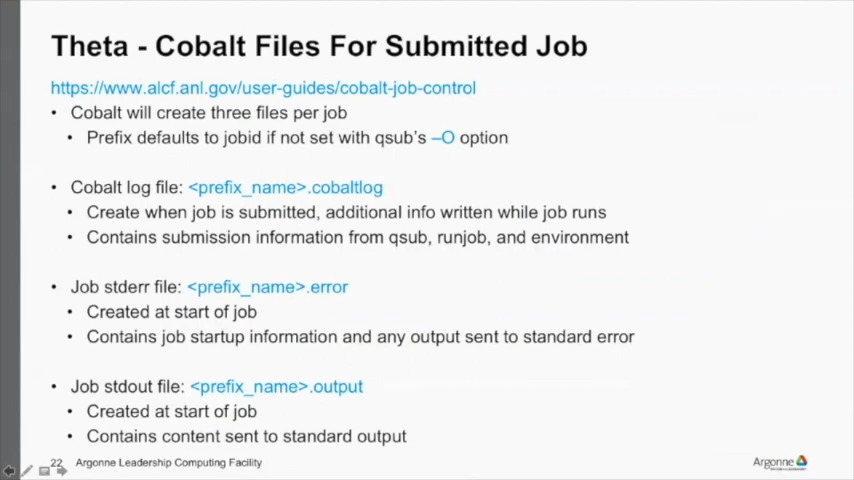 Theta - Cobalt Files For Submitted Job
https://www.alcf.anl.gov/user-guides/cobalt-job-control
• Cobalt will create three files per job
• Prefix defaults to jobid if not set with qsub's –O option
• Cobalt log file: <prefix_name>.cobaltlog
• Create when job is submitted, additional info written while job runs
• Contains submission information from qsub, runjob, and environment
• Job stderr file: <prefix_name>.error
• Created at start of job
• Contains job startup information and any output sent to standard error
• Job stdout file: <prefix_name>.output
• Created at start of job
• Contains content sent to standard output
22 Argonne Leadership Computing Facility
Argonne